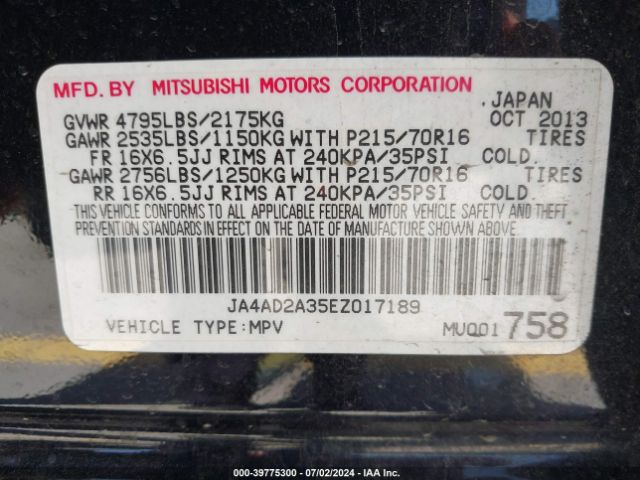 MFD. BY MITSUBISHI MOTORS CORPORATION
GVWR 4795LBS/2175KG JAPAN OCT 2013
GAWR 2535LBS/1150KG WITH P215/70R16 TIRES
FR 16X6.5JJ RIMS AT 240KPA/35PSI COLD.
GAWR 2756LBS/1250KG WITH P215/70R16 TIRES
RR 16X6.5JJ RIMS AT 240KPA/35PSI COLD.
THIS VEHICLE CONFORMS TO ALL APPLICABLE FEDERAL MOTOR VEHICLE SAFETY AND THEFT
PREVENTION STANDARDS IN EFFECT ON THE DATE OF MANUFACTURE SHOWN ABOVE.
JA4AD2A35EZ017189
VEHICLE TYPE:MPV MUQ01 758
000-39775300 - 07/02/2024 - IAA Inc.